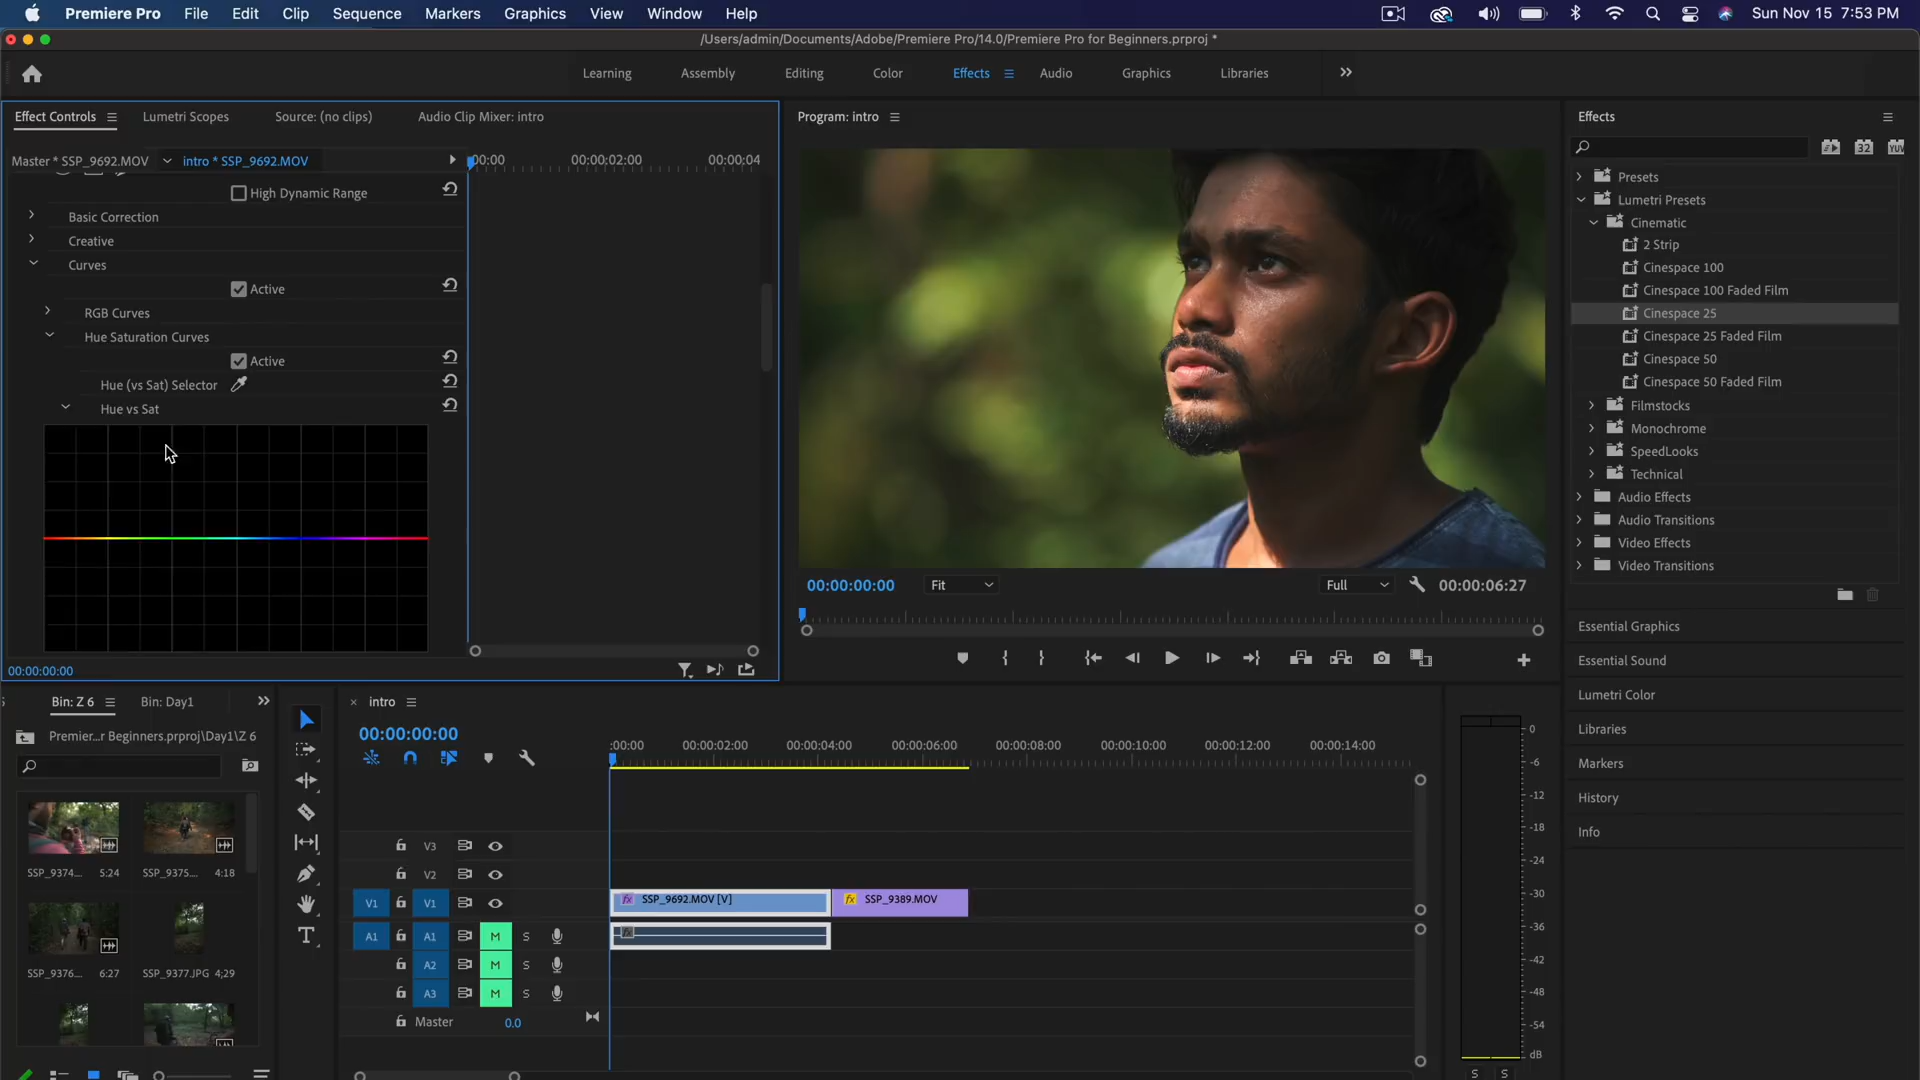 Premiere Pro File Edit Clip Sequence Markers Graphics View Window Help Sun Nov 15 7:53 PM
/Users/admin/Documents/Adobe/Premiere Pro/14.0/Premiere Pro for Beginners.prproj *
Learning Assembly Editing Color Effects Audio Graphics Libraries
Effect Controls Lumetri Scopes Source: (no clips) Audio Clip Mixer: intro
Master * SSP_9692.MOV intro * SSP_9692.MOV
:00:00 00:00:02:00 00:00:04
High Dynamic Range
Basic Correction
Creative
Curves
Active
RGB Curves
Hue Saturation Curves
Active
Hue (vs Sat) Selector
Hue vs Sat
00:00:00:00
Program: intro
00:00:00:00 Fit Full 00:00:06:27
Effects
32 YUV
Presets
Lumetri Presets
Cinematic
2 Strip
Cinespace 100
Cinespace 100 Faded Film
Cinespace 25
Cinespace 25 Faded Film
Cinespace 50
Cinespace 50 Faded Film
Filmstocks
Monochrome
SpeedLooks
Technical
Audio Effects
Audio Transitions
Video Effects
Video Transitions
Essential Graphics
Essential Sound
Lumetri Color
Libraries
Markers
History
Info
Bin: Z 6 Bin: Day1
Premier...r Beginners.prproj\Day1\Z 6
SSP_9374... 5:24 SSP_9375... 4:18
SSP_9376... 6:27 SSP_9377.JPG 4;29
intro
00:00:00:00
:00:00 00:00:02:00 00:00:04:00 00:00:06:00 00:00:08:00 00:00:10:00 00:00:12:00 00:00:14:00
V3
V2
V1 V1 fx SSP_9692.MOV [V] fx SSP_9389.MOV
A1 A1 M S fx
A2 M S
A3 M S
Master 0.0
0
-6
-12
-18
-24
-30
-36
-42
-48
-54
dB
S S